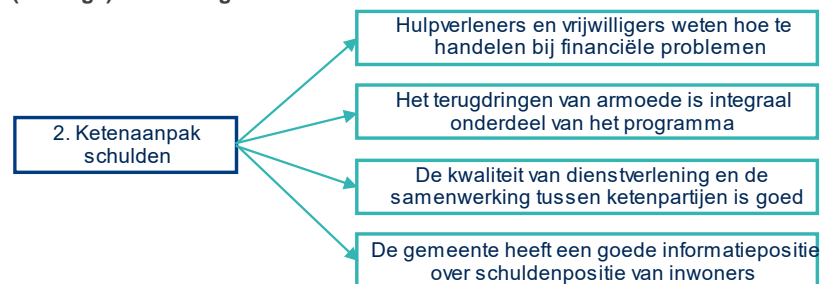 Hulpverleners en vrijwilligers weten hoe te
handelen bij financiële problemen
Het terugdringen van armoede is integraal
onderdeel van het programma
2. Ketenaanpak
schulden
De kwaliteit van dienstverlening en de
samenwerking tussen ketenpartijen is goed
De gemeente heeft een goede informatiepositie
over schuldenpositie van inwoners